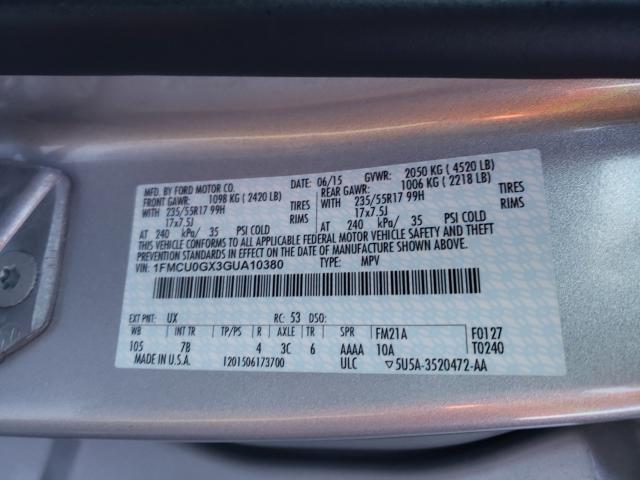 MFD. BY FORD MOTOR CO.
DATE: 06/15 GVWR: 2050 KG ( 4520 LB)
FRONT GAWR: 1098 KG ( 2420 LB) REAR GAWR: 1006 KG ( 2218 LB)
WITH 235/55R17 99H TIRES WITH 235/55R17 99H TIRES
17x7.5J RIMS 17x7.5J RIMS
AT 240 kPa/ 35 PSI COLD AT 240 kPa/ 35 PSI COLD
THIS VEHICLE CONFORMS TO ALL APPLICABLE FEDERAL MOTOR VEHICLE SAFETY AND THEFT
PREVENTION STANDARDS IN EFFECT ON THE DATE OF MANUFACTURE SHOWN ABOVE.
VIN: 1FMCU0GX3GUA10380 TYPE: MPV
EXT PNT: UX RC: 53 DSO:
WB INT TR TP/PS R AXLE TR SPR FM21A F0127
105 7B 4 3C 6 AAAA 10A T0240
MADE IN U.S.A. 1201506173700 ULC ▽5U5A-3520472-AA